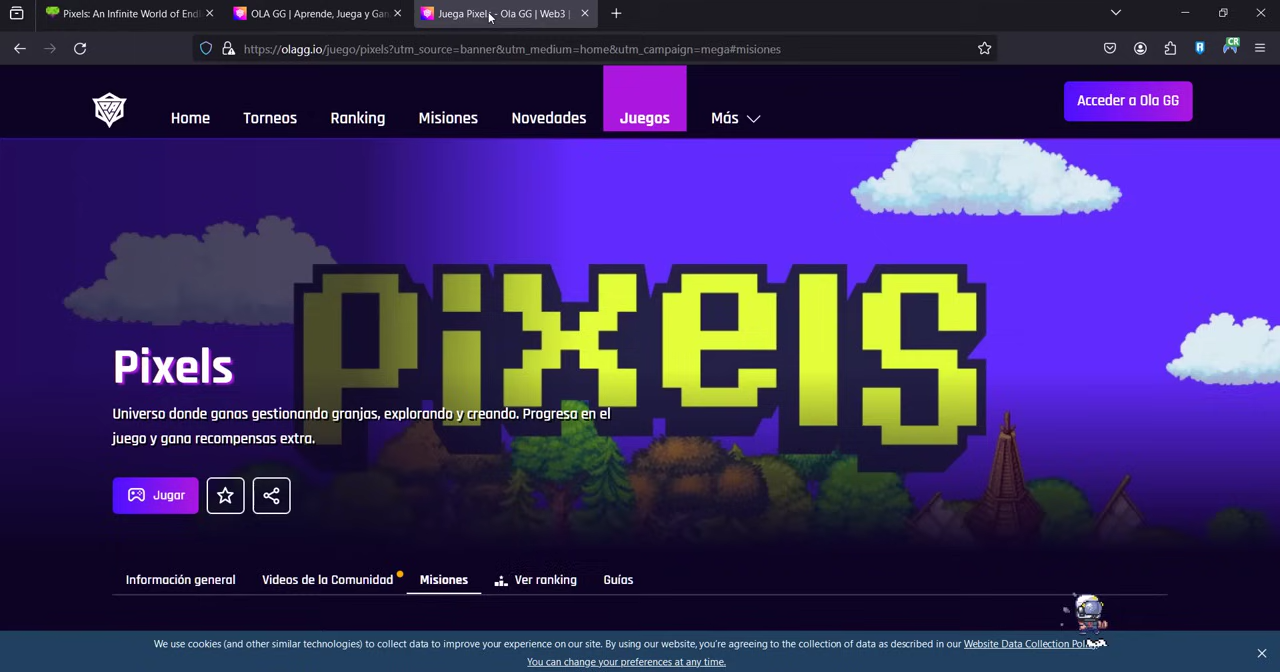 Pixels: An Infinite World of End
OLA GG | Aprende, Juega y Gan
Juega Pixels - Ola GG | Web3 |
https://olagg.io/juego/pixels?utm_source=banner&utm_medium=home&utm_campaign=mega#misiones
CR
Home
Torneos
Ranking
Misiones
Novedades
Juegos
Más
Acceder a Ola GG
pixels
Pixels
Universo donde ganas gestionando granjas, explorando y creando. Progresa en el
juego y gana recompensas extra.
Jugar
Información general
Videos de la Comunidad
Misiones
Ver ranking
Guías
We use cookies (and other similar technologies) to collect data to improve your experience on our site. By using our website, you're agreeing to the collection of data as described in our Website Data Collection
You can change your preferences at any time.